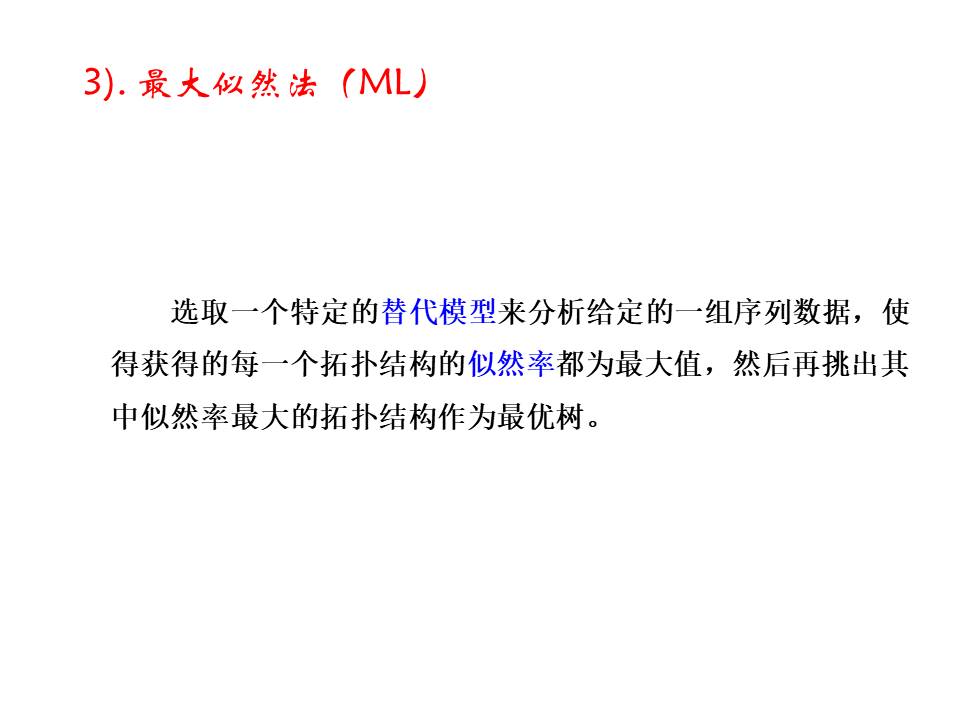 3). 最大似然法（ML）
选取一个特定的替代模型来分析给定的一组序列数据，使
得获得的每一个拓扑结构的似然率都为最大值，然后再挑出其
中似然率最大的拓扑结构作为最优树。